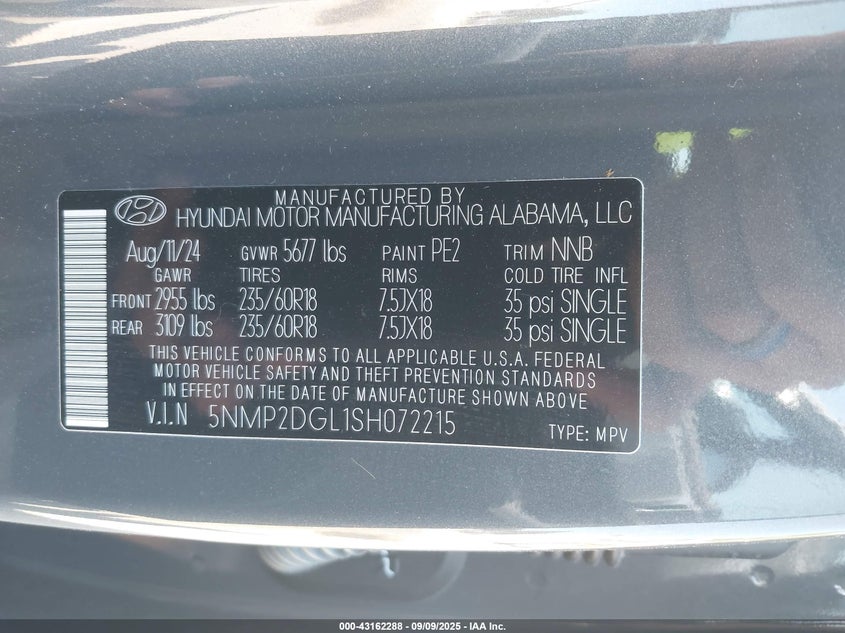 MANUFACTURED BY
HYUNDAI MOTOR MANUFACTURING ALABAMA, LLC
Aug/11/24 GVWR 5677 lbs PAINT PE2 TRIM NNB
GAWR TIRES RIMS COLD TIRE INFL
FRONT 2955 lbs 235/60R18 7.5JX18 35 psi SINGLE
REAR 3109 lbs 235/60R18 7.5JX18 35 psi SINGLE
THIS VEHICLE CONFORMS TO ALL APPLICABLE U.S.A. FEDERAL
MOTOR VEHICLE SAFETY AND THEFT PREVENTION STANDARDS
IN EFFECT ON THE DATE OF MANUFACTURE SHOWN ABOVE
V.I.N 5NMP2DGL1SH072215 TYPE: MPV
000-43162288 - 09/09/2025 - IAA Inc.